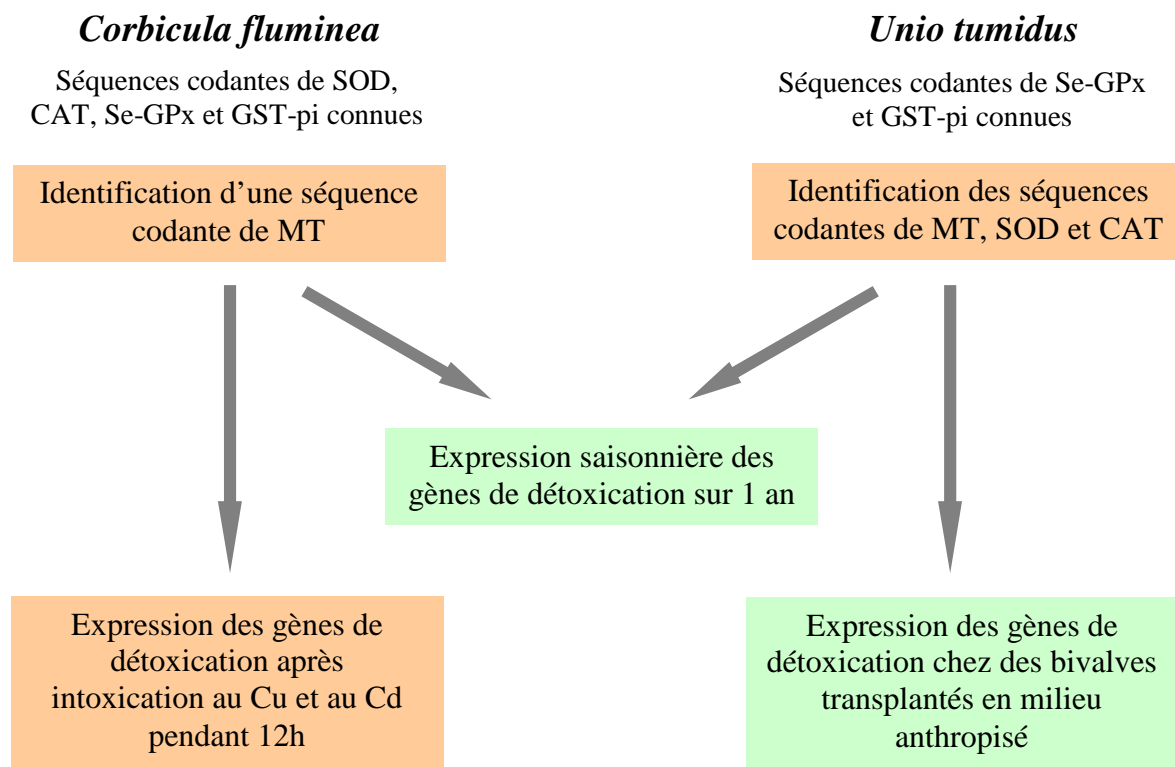 Corbicula fluminea
Séquences codantes de SOD,
CAT, Se-GPx et GST-pi connues
Identification d’une séquence
codante de MT
Unio tumidus
Séquences codantes de Se-GPx
et GST-pi connues
Identification des séquences
codantes de MT, SOD et CAT
Expression saisonnière des
gènes de détoxication sur 1 an
Expression des gènes de
détoxication après
intoxication au Cu et au Cd
pendant 12h
Expression des gènes de
détoxication chez des bivalves
transplantés en milieu
anthropisé